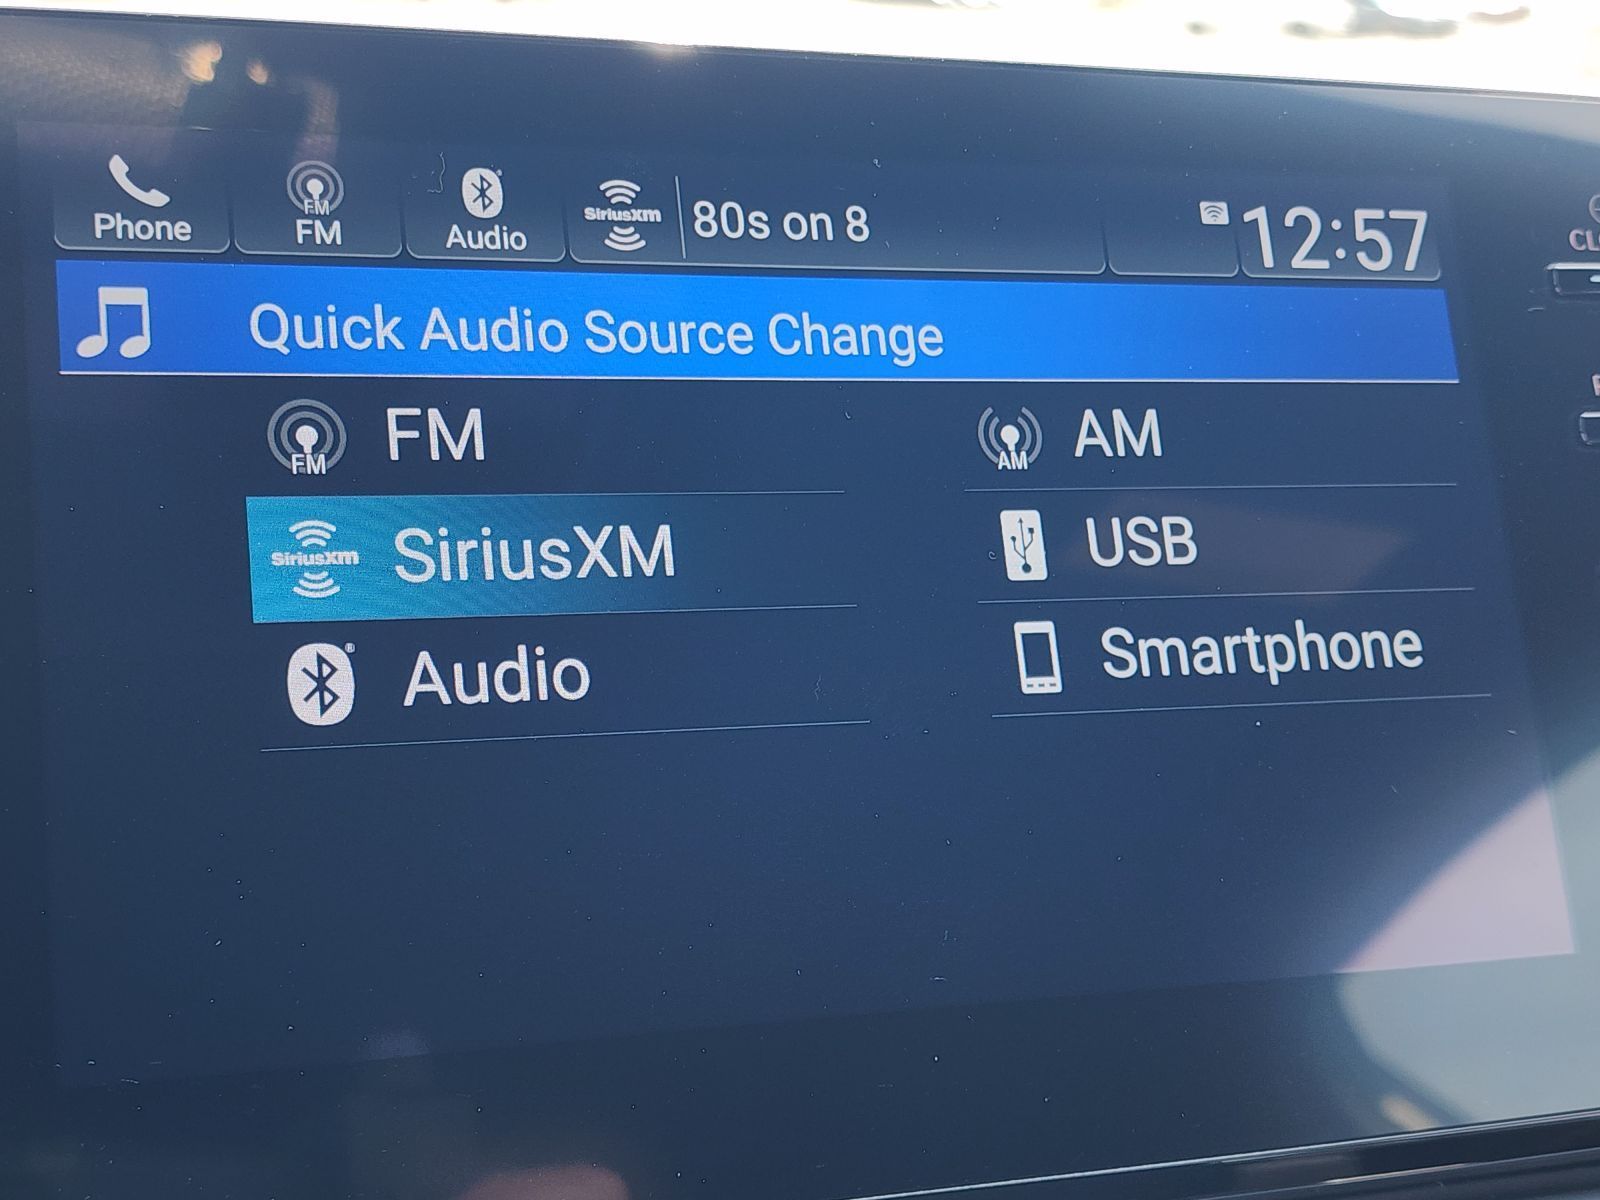 Phone
FM
FM
Audio
SiriusXM
80s on 8
12:57
Quick Audio Source Change
FM
FM
AM
AM
SiriusXM
SiriusXM
USB
Audio
Smartphone